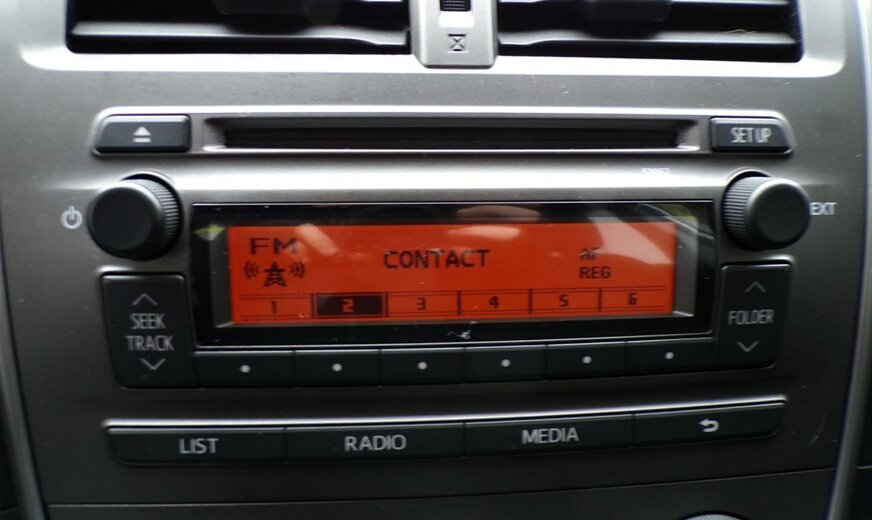 SET UP
53853
EXT
FM
CONTACT
AF
REG
1 2 3 4 5 6
SEEK
TRACK
FOLDER
LIST RADIO MEDIA